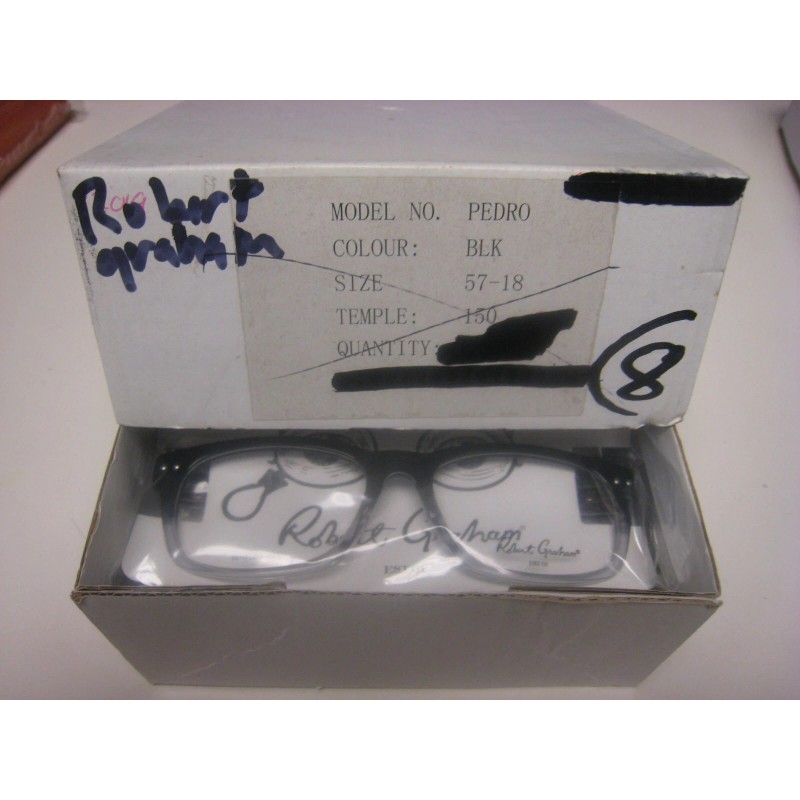 Robert
graham
MODEL NO. PEDRO
COLOUR: BLK
SIZE 57-18
TEMPLE: 150
QUANTITY:
8
Robert Graham
Robert Graham®